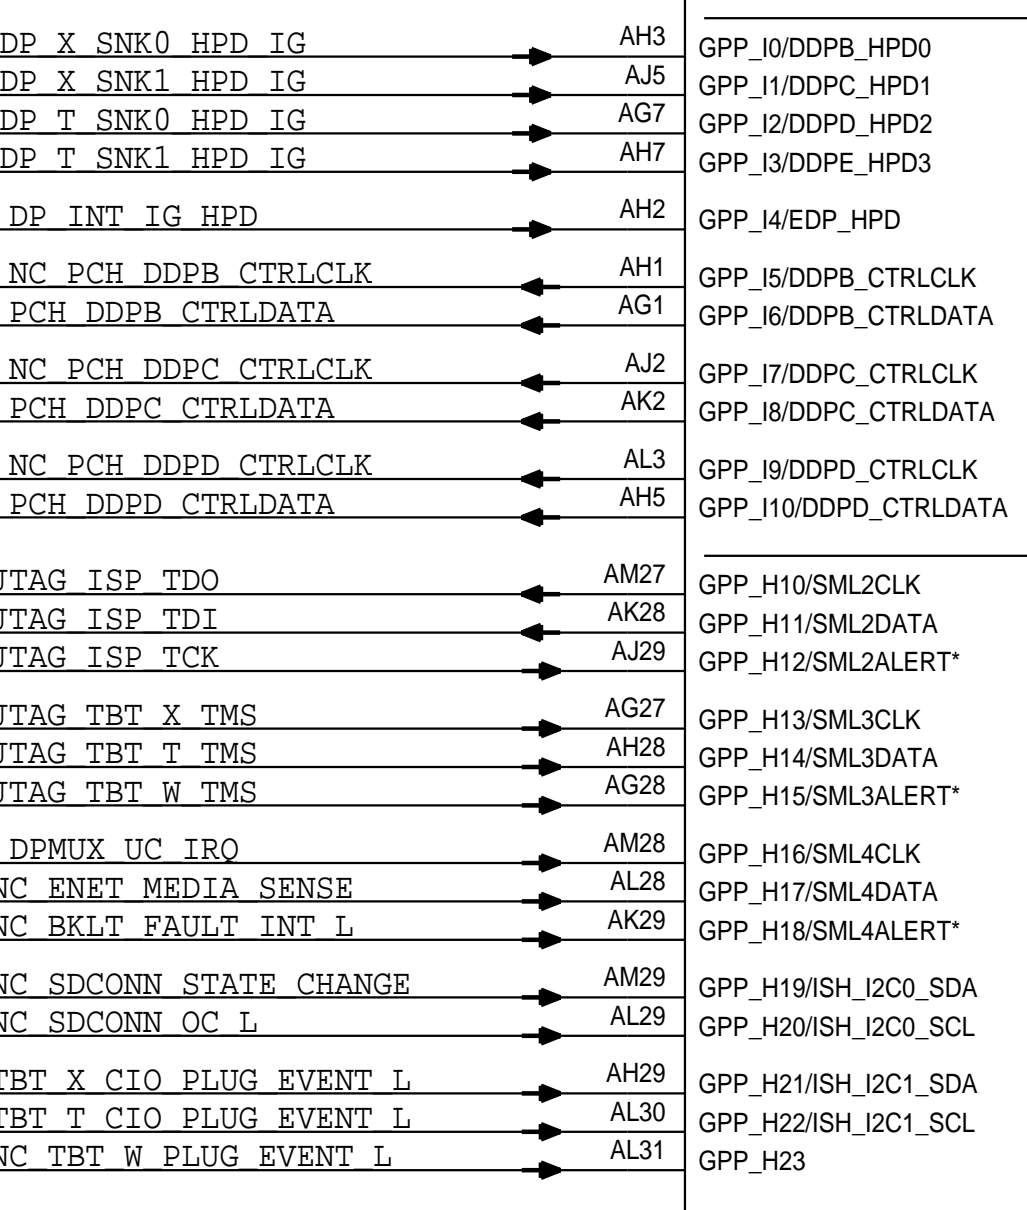 DP_X_SNK0_HPD_IG AH3 GPP_I0/DDPB_HPD0
DP_X_SNK1_HPD_IG AJ5 GPP_I1/DDPC_HPD1
DP_T_SNK0_HPD_IG AG7 GPP_I2/DDPD_HPD2
DP_T_SNK1_HPD_IG AH7 GPP_I3/DDPE_HPD3
DP_INT_IG_HPD AH2 GPP_I4/EDP_HPD
NC_PCH_DDPB_CTRLCLK AH1 GPP_I5/DDPB_CTRLCLK
PCH_DDPB_CTRLDATA AG1 GPP_I6/DDPB_CTRLDATA
NC_PCH_DDPC_CTRLCLK AJ2 GPP_I7/DDPC_CTRLCLK
PCH_DDPC_CTRLDATA AK2 GPP_I8/DDPC_CTRLDATA
NC_PCH_DDPD_CTRLCLK AL3 GPP_I9/DDPD_CTRLCLK
PCH_DDPD_CTRLDATA AH5 GPP_I10/DDPD_CTRLDATA
JTAG_ISP_TDO AM27 GPP_H10/SML2CLK
JTAG_ISP_TDI AK28 GPP_H11/SML2DATA
JTAG_ISP_TCK AJ29 GPP_H12/SML2ALERT*
JTAG_TBT_X_TMS AG27 GPP_H13/SML3CLK
JTAG_TBT_T_TMS AH28 GPP_H14/SML3DATA
JTAG_TBT_W_TMS AG28 GPP_H15/SML3ALERT*
DPMUX_UC_IRQ AM28 GPP_H16/SML4CLK
NC_ENET_MEDIA_SENSE AL28 GPP_H17/SML4DATA
NC_BKLT_FAULT_INT_L AK29 GPP_H18/SML4ALERT*
NC_SDCONN_STATE_CHANGE AM29 GPP_H19/ISH_I2C0_SDA
NC_SDCONN_OC_L AL29 GPP_H20/ISH_I2C0_SCL
TBT_X_CIO_PLUG_EVENT_L AH29 GPP_H21/ISH_I2C1_SDA
TBT_T_CIO_PLUG_EVENT_L AL30 GPP_H22/ISH_I2C1_SCL
NC_TBT_W_PLUG_EVENT_L AL31 GPP_H23